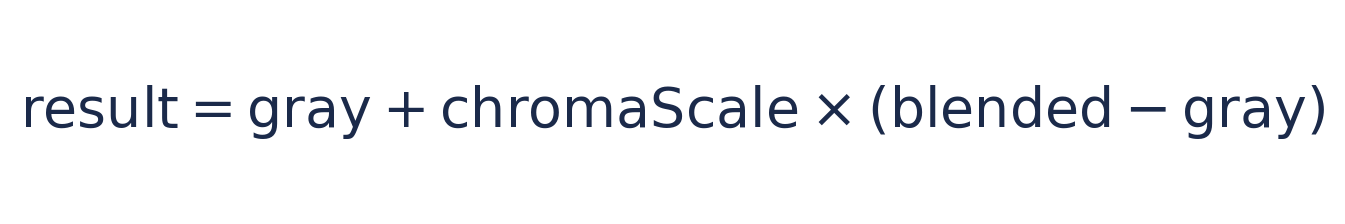 result = gray + chromaScale × (blended − gray)